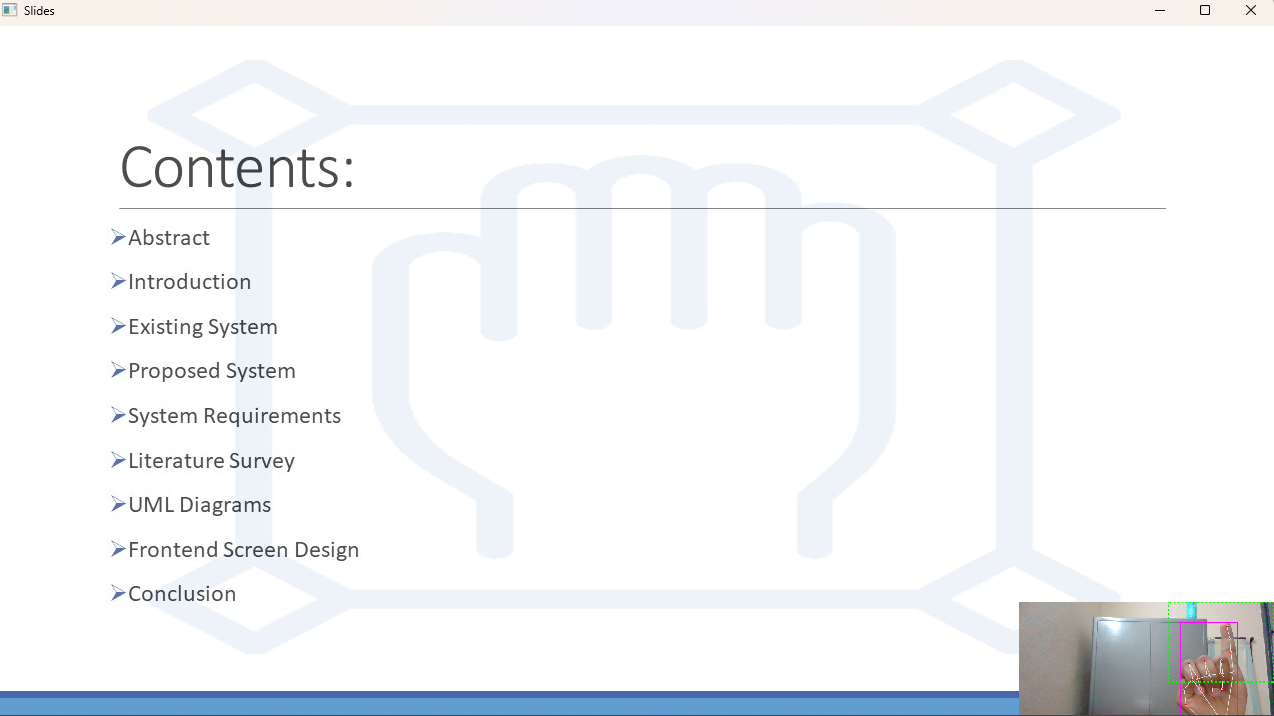 Slides
Contents:
Abstract
Introduction
Existing System
Proposed System
System Requirements
Literature Survey
UML Diagrams
Frontend Screen Design
Conclusion